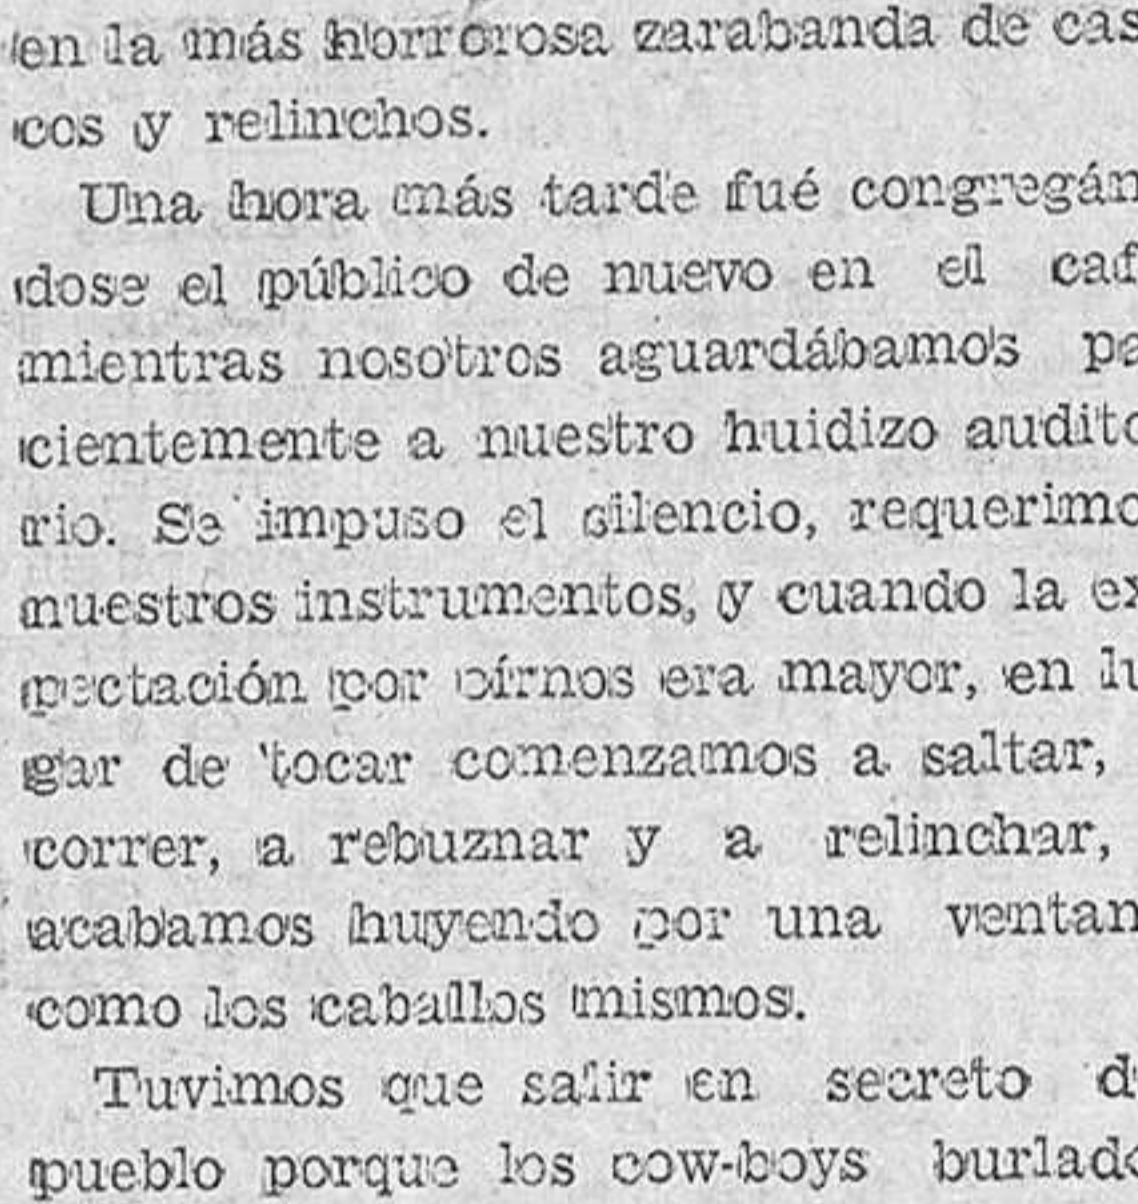 en la más horrorosa zarabanda de cas
cos y relinchos.
Una hora más tarde fué congregán
dose el público de nuevo en el caf
mientras nosotros aguardábamos pa
cientemente a nuestro huidizo audito
rio. Se impuso el silencio, requerimo
nuestros instrumentos, y cuando la ex
pectación por oírnos era mayor, en lu
gar de tocar comenzamos a saltar,
correr, a rebuznar y a relinchar,
acabamos huyendo por una ventan
como los caballos mismos.
Tuvimos que salir en secreto d
pueblo porque los cow-boys burlado